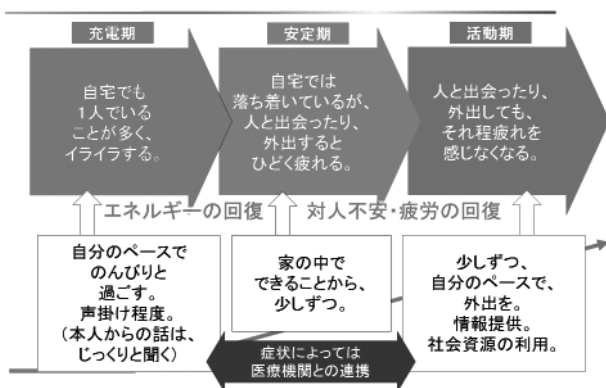 充電期
安定期
活動期
自宅でも
1人でいる
ことが多く、
イライラする。
自宅では
落ち着いているが、
人と出会ったり、
外出すると
ひどく疲れる。
人と出会ったり、
外出しても、
それ程疲れを
感じなくなる。
エネルギーの回復
対人不安・疲労の回復
自分のペースで
のんびりと
過ごす。
声掛け程度。
(本人からの話は、
じっくりと聞く)
家の中で
できることから、
少しずつ。
少しずつ、
自分のペースで、
外出を。
情報提供。
社会資源の利用。
症状によっては
医療機関との連携